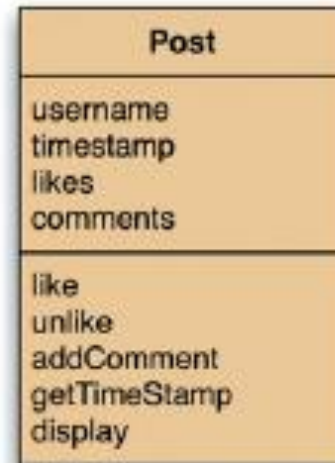 Post
username
timestamp
likes
comments
like
unlike
addComment
getTimeStamp
display